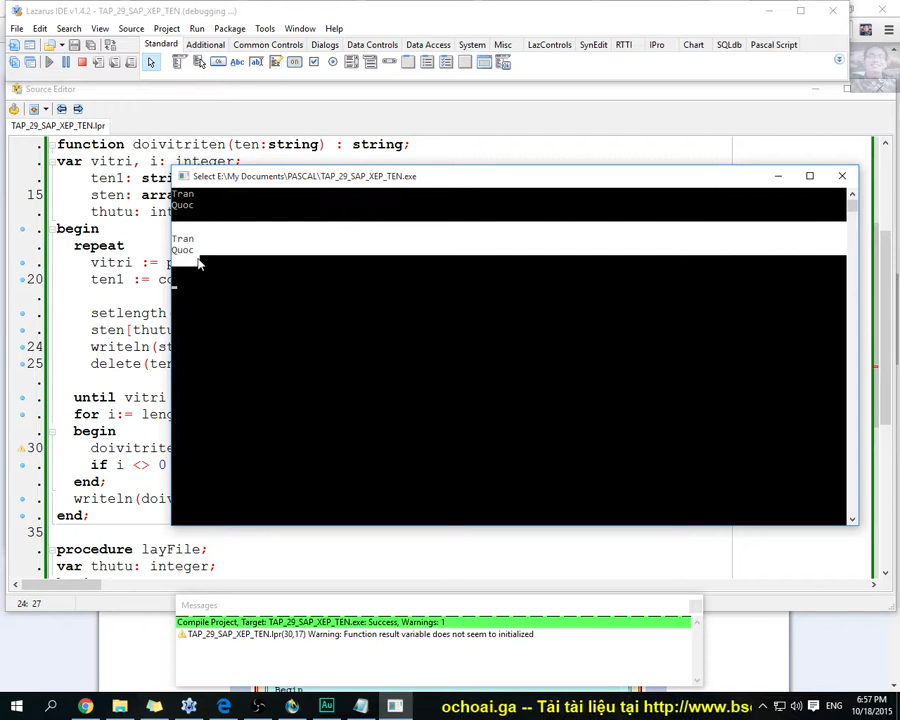 Lazarus IDE v1.4.2 - TAP_29_SAP_XEP_TEN (debugging ...)
File Edit Search View Source Project Run Package Tools Window Help
Standard Additional Common Controls Dialogs Data Controls Data Access System Misc LazControls SynEdit RTTI IPro Chart SQLdb Pascal Script
Source Editor
TAP_29_SAP_XEP_TEN.lpr
function doivitriten(ten:string) : string;
var vitri, i: integer;
ten1: stri
15 sten: arra
thutu: int
begin
repeat
vitri := p
20 ten1 := co
setlength
sten[thutu
24 writeln(st
25 delete(ten
until vitri
for i:= leng
begin
30 doivitrite
if i <> 0
end;
writeln(doiv
end;
35
procedure layFile;
var thutu: integer;
Select E:\My Documents\PASCAL\TAP_29_SAP_XEP_TEN.exe
Tran
Quoc
Tran
Quoc
24: 27
Messages
Compile Project, Target: TAP_29_SAP_XEP_TEN.exe: Success, Warnings: 1
TAP_29_SAP_XEP_TEN.lpr(30,17) Warning: Function result variable does not seem to initialized
Begin
ochoai.ga -- Tải tài liệu tại http://www.bs
ENG
6:57 PM
10/18/2015